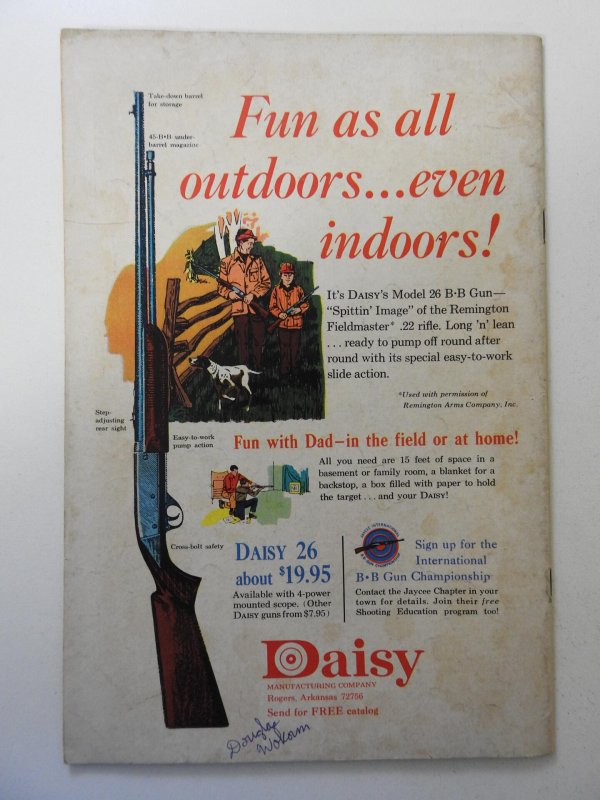 Take-down barrel
for storage
45-B•B under-
barrel magazine
Fun as all
outdoors...even
indoors!
It's DAISY'S Model 26 B•B Gun—
"Spittin' Image" of the Remington
Fieldmaster* .22 rifle. Long 'n' lean
... ready to pump off round after
round with its special easy-to-work
slide action.
*Used with permission of
Remington Arms Company, Inc.
Step-
adjusting
rear sight
Easy-to-work
pump action
Fun with Dad—in the field or at home!
All you need are 15 feet of space in a
basement or family room, a blanket for a
backstop, a box filled with paper to hold
the target ... and your DAISY!
Cross-bolt safety
DAISY 26
about $19.95
Available with 4-power
mounted scope. (Other
DAISY guns from $7.95)
Sign up for the
International
B•B Gun Championship
Contact the Jaycee Chapter in your
town for details. Join their free
Shooting Education program too!
Daisy
MANUFACTURING COMPANY
Rogers, Arkansas 72756
Send for FREE catalog
Douglas